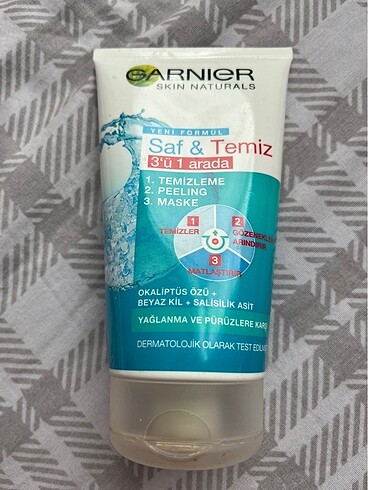 GARNIER
SKIN NATURALS
YENİ FORMÜL
Saf & Temiz
3'ü 1 arada
1. TEMİZLEME
2. PEELING
3. MASKE
1
TEMİZLER
2
GÖZENEKLERİ
ARINDIRIR
3
MATLAŞTIRIR
OKALİPTÜS ÖZÜ +
BEYAZ KİL + SALİSİLİK ASİT
YAĞLANMA VE PÜRÜZLERE KARŞI
DERMATOLOJİK OLARAK TEST